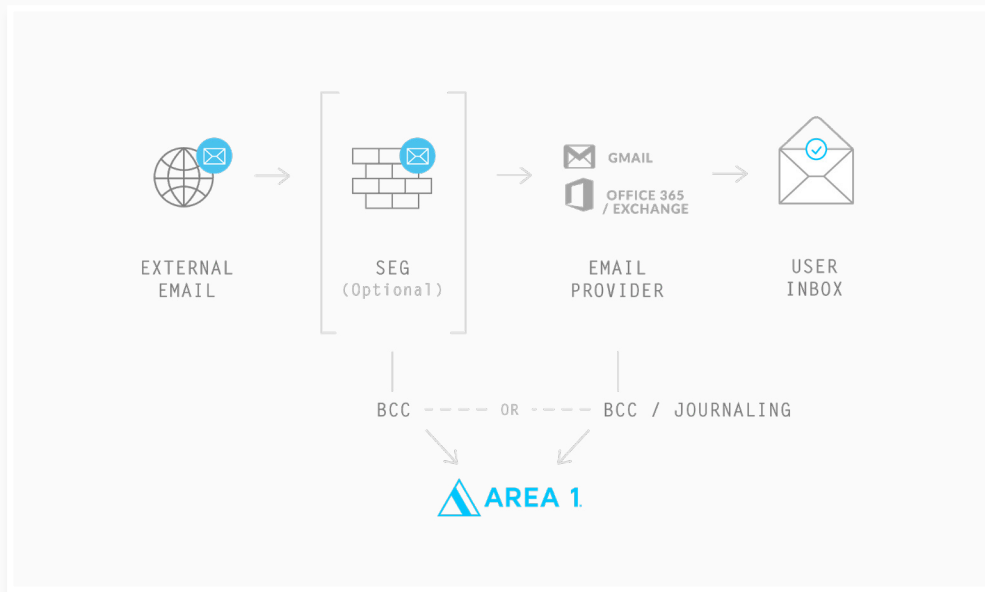 GMAIL
OFFICE 365
/ EXCHANGE
EXTERNAL
EMAIL
SEG
(Optional)
EMAIL
PROVIDER
USER
INBOX
BCC
OR
BCC / JOURNALING
AREA 1